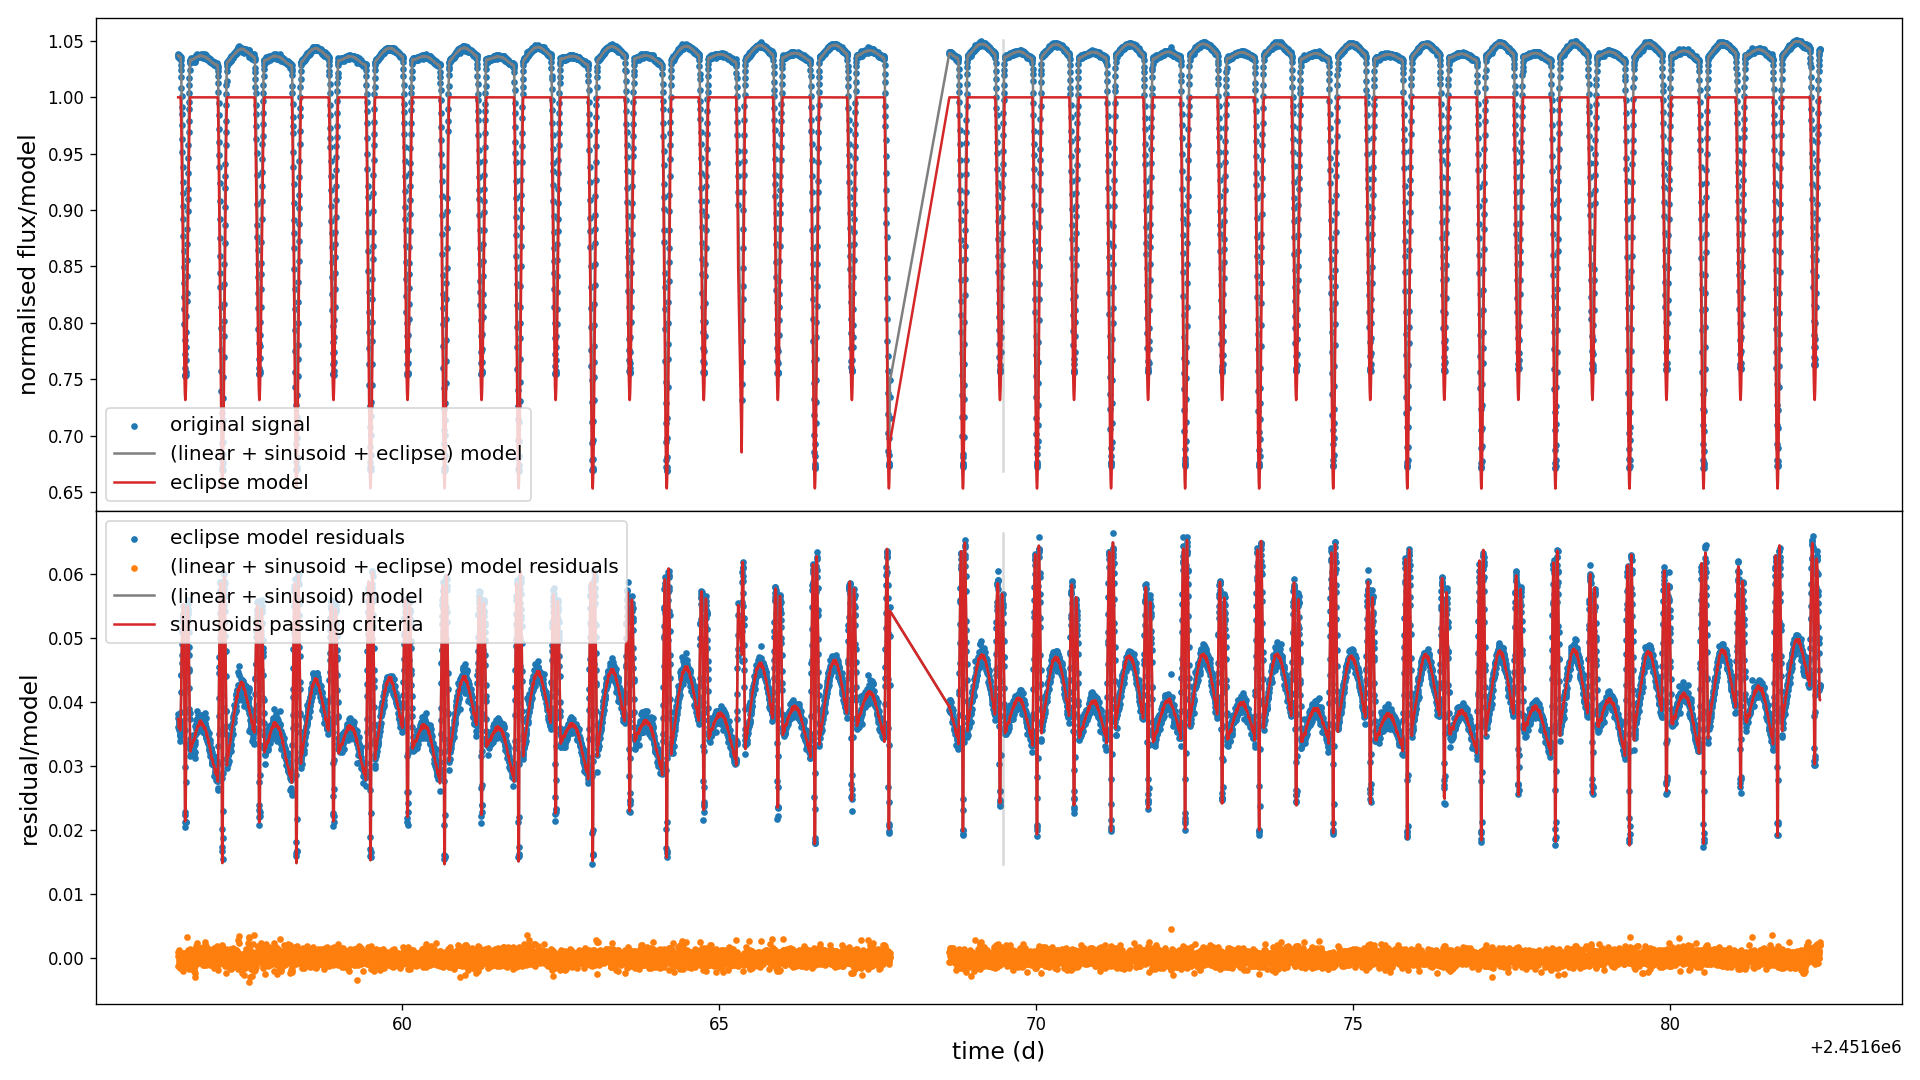 1.05
1.00
0.95
0.90
0.85
0.80
0.75
0.70
0.65
normalised flux/model
original signal
(linear + sinusoid + eclipse) model
eclipse model
eclipse model residuals
(linear + sinusoid + eclipse) model residuals
(linear + sinusoid) model
sinusoids passing criteria
0.06
0.05
0.04
0.03
0.02
0.01
0.00
residual/model
60
65
70
75
80
time (d)
+2.4516e6